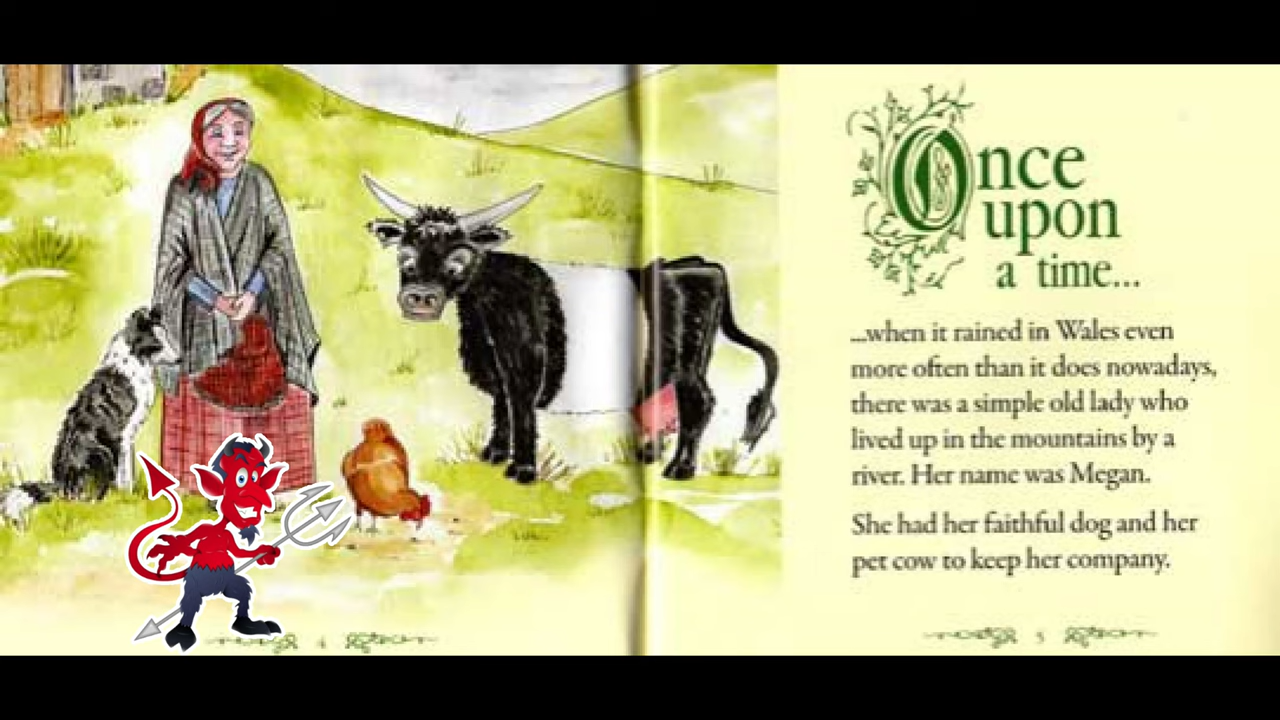 Once
upon
a time...
...when it rained in Wales even
more often than it does nowadays,
there was a simple old lady who
lived up in the mountains by a
river. Her name was Megan.
She had her faithful dog and her
pet cow to keep her company.
4
5